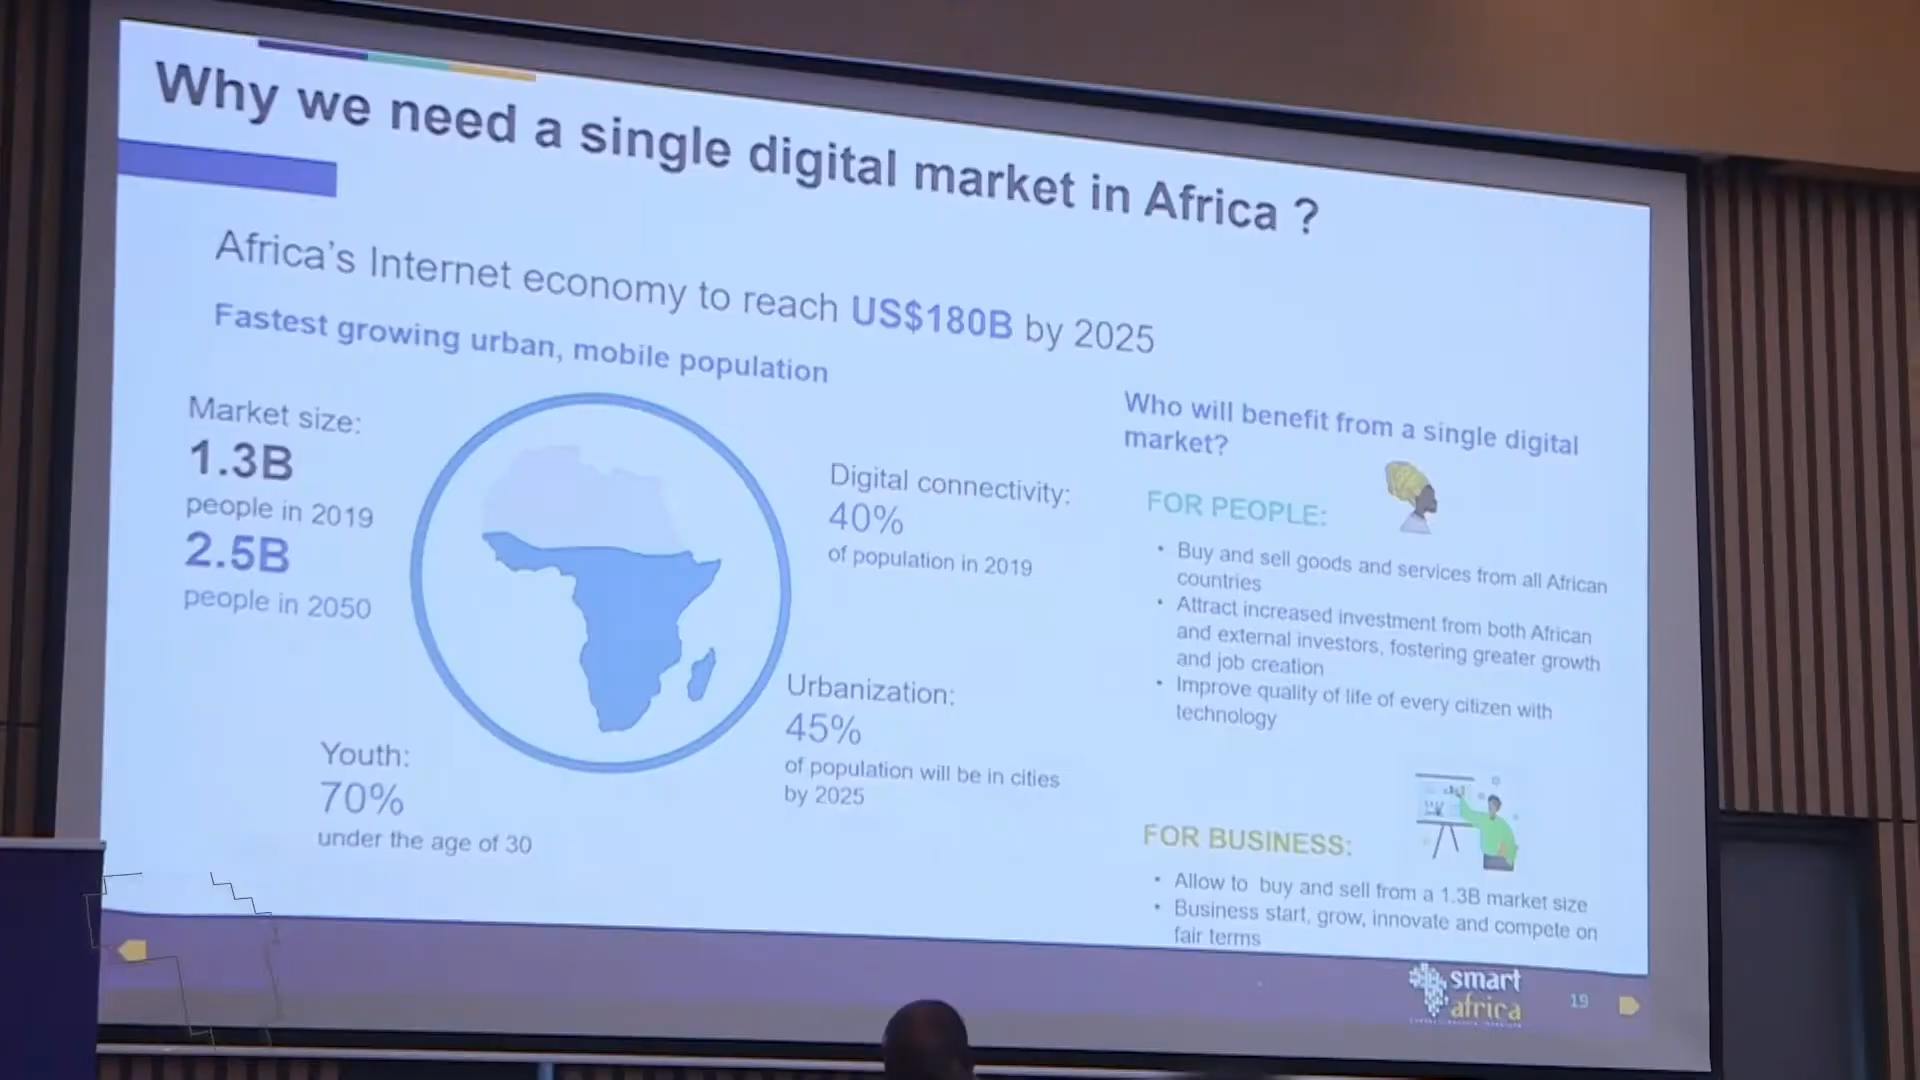 Why we need a single digital market in Africa ?
Africa's Internet economy to reach US$180B by 2025
Fastest growing urban, mobile population
Market size:
1.3B
people in 2019
2.5B
people in 2050
Youth:
70%
under the age of 30
Digital connectivity:
40%
of population in 2019
Urbanization:
45%
of population will be in cities
by 2025
Who will benefit from a single digital
market?
FOR PEOPLE:
• Buy and sell goods and services from all African
countries
• Attract increased investment from both African
and external investors, fostering greater growth
and job creation
• Improve quality of life of every citizen with
technology
FOR BUSINESS:
• Allow to buy and sell from a 1.3B market size
• Business start, grow, innovate and compete on
fair terms
smart
africa
19